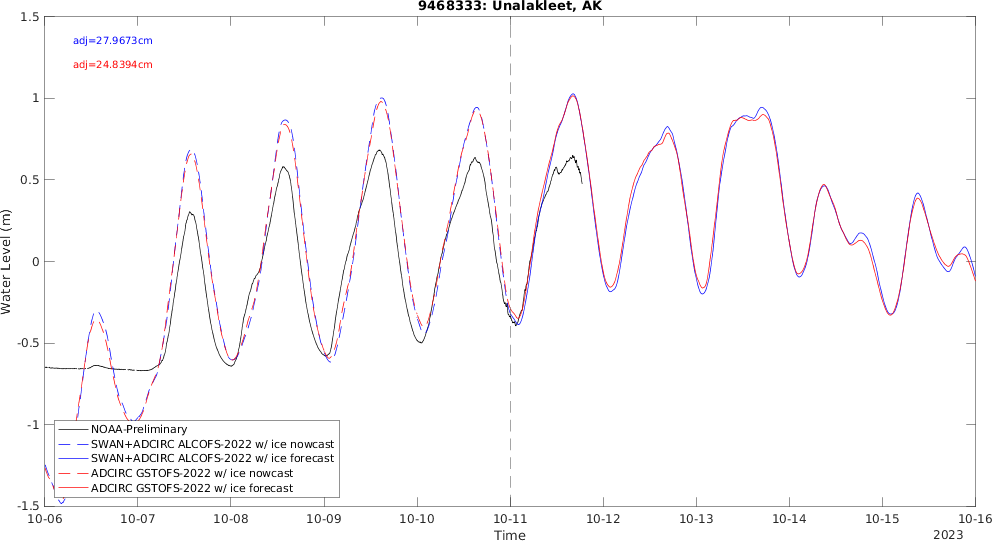 9468333: Unalakleet, AK
1.5
adj=27.9673cm
adj=24.8394cm
1
0.5
0
-0.5
-1
-1.5
Water Level (m)
NOAA-Preliminary
SWAN+ADCIRC ALCOFS-2022 w/ ice nowcast
SWAN+ADCIRC ALCOFS-2022 w/ ice forecast
ADCIRC GSTOFS-2022 w/ ice nowcast
ADCIRC GSTOFS-2022 w/ ice forecast
10-06 10-07 10-08 10-09 10-10 10-11 10-12 10-13 10-14 10-15 10-16
Time
2023